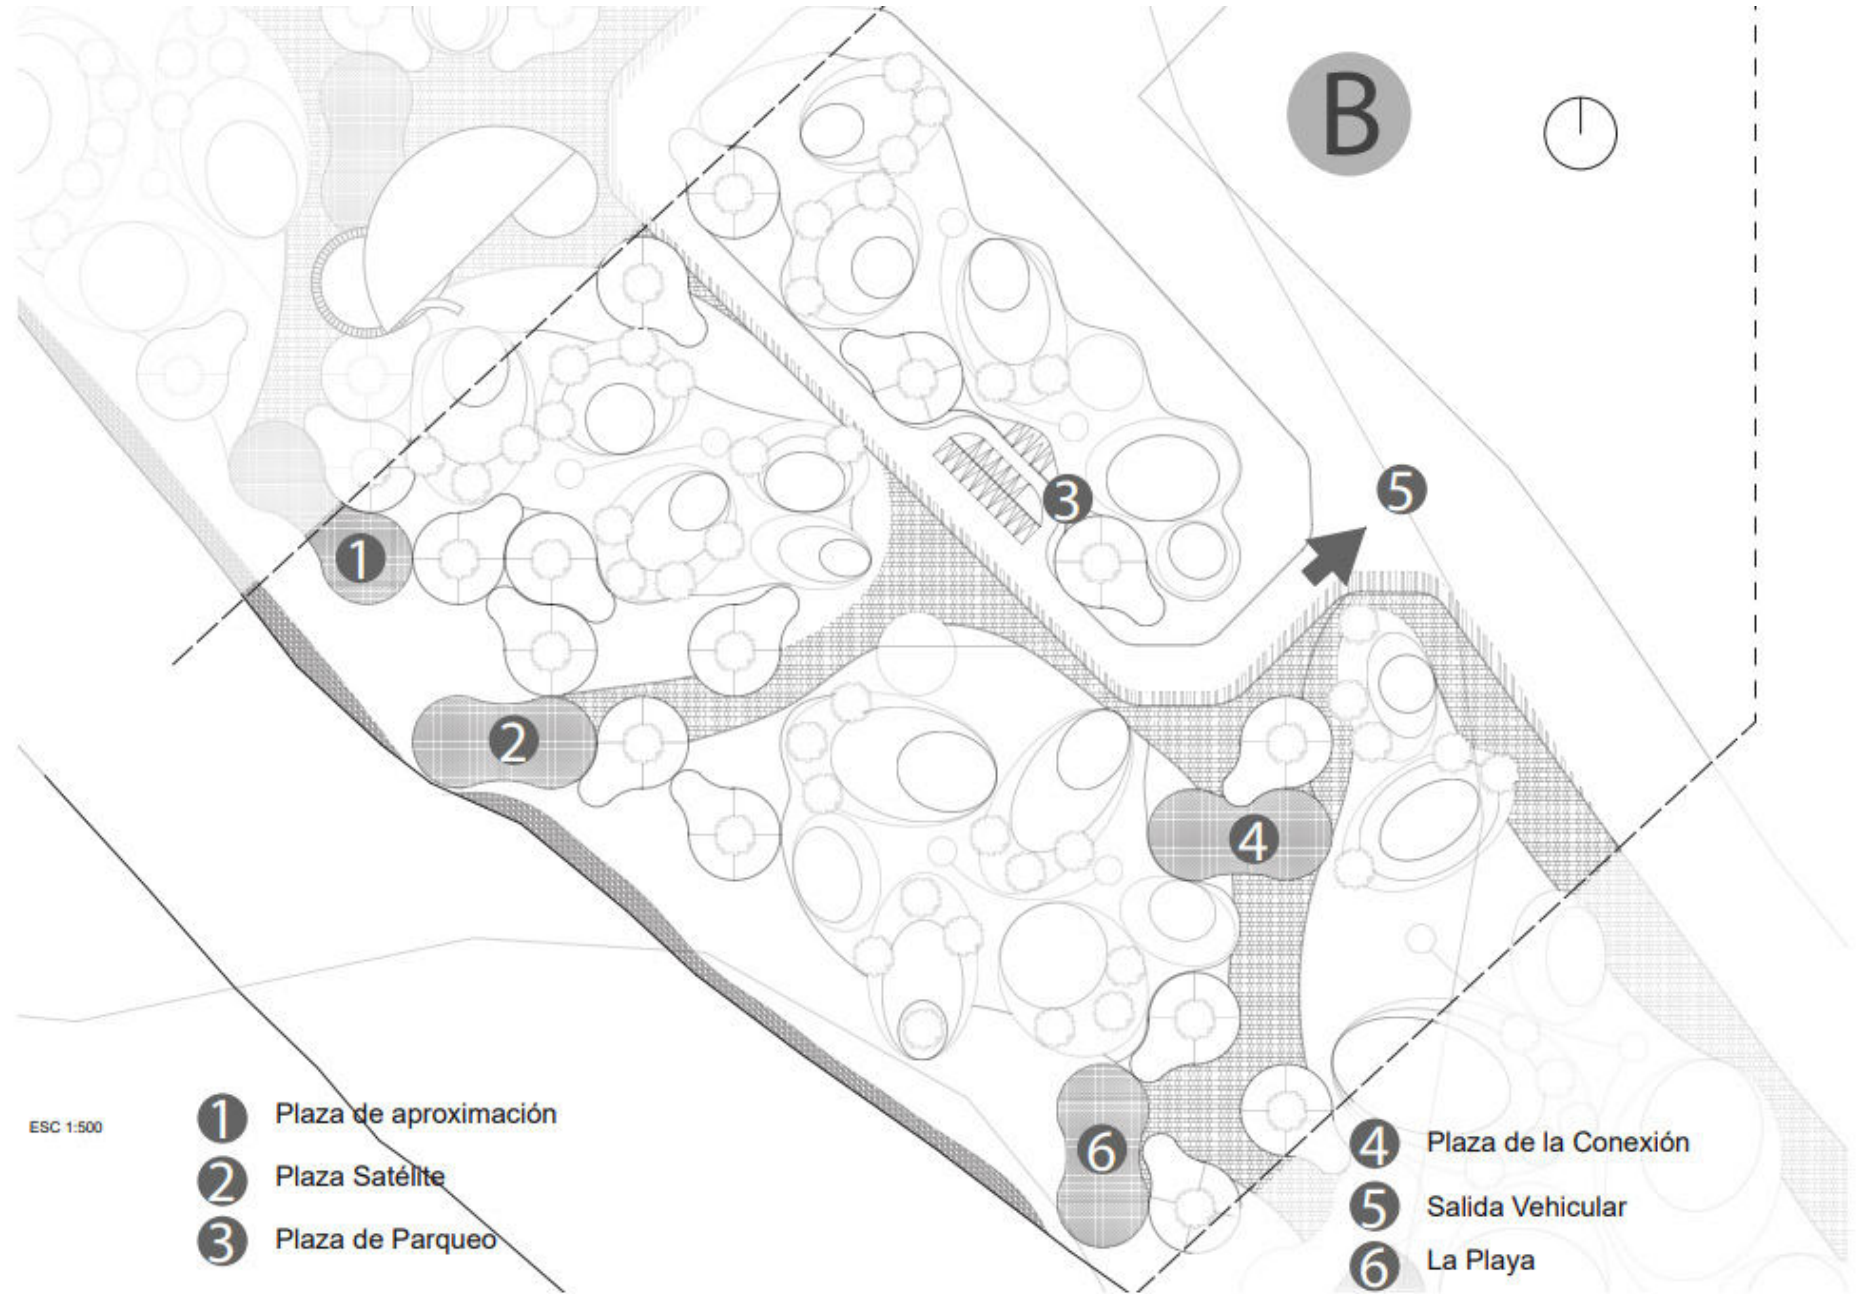 B
3
5
1
2
4
6
ESC 1:500
1 Plaza de aproximación
2 Plaza Satélite
3 Plaza de Parqueo
4 Plaza de la Conexión
5 Salida Vehicular
6 La Playa